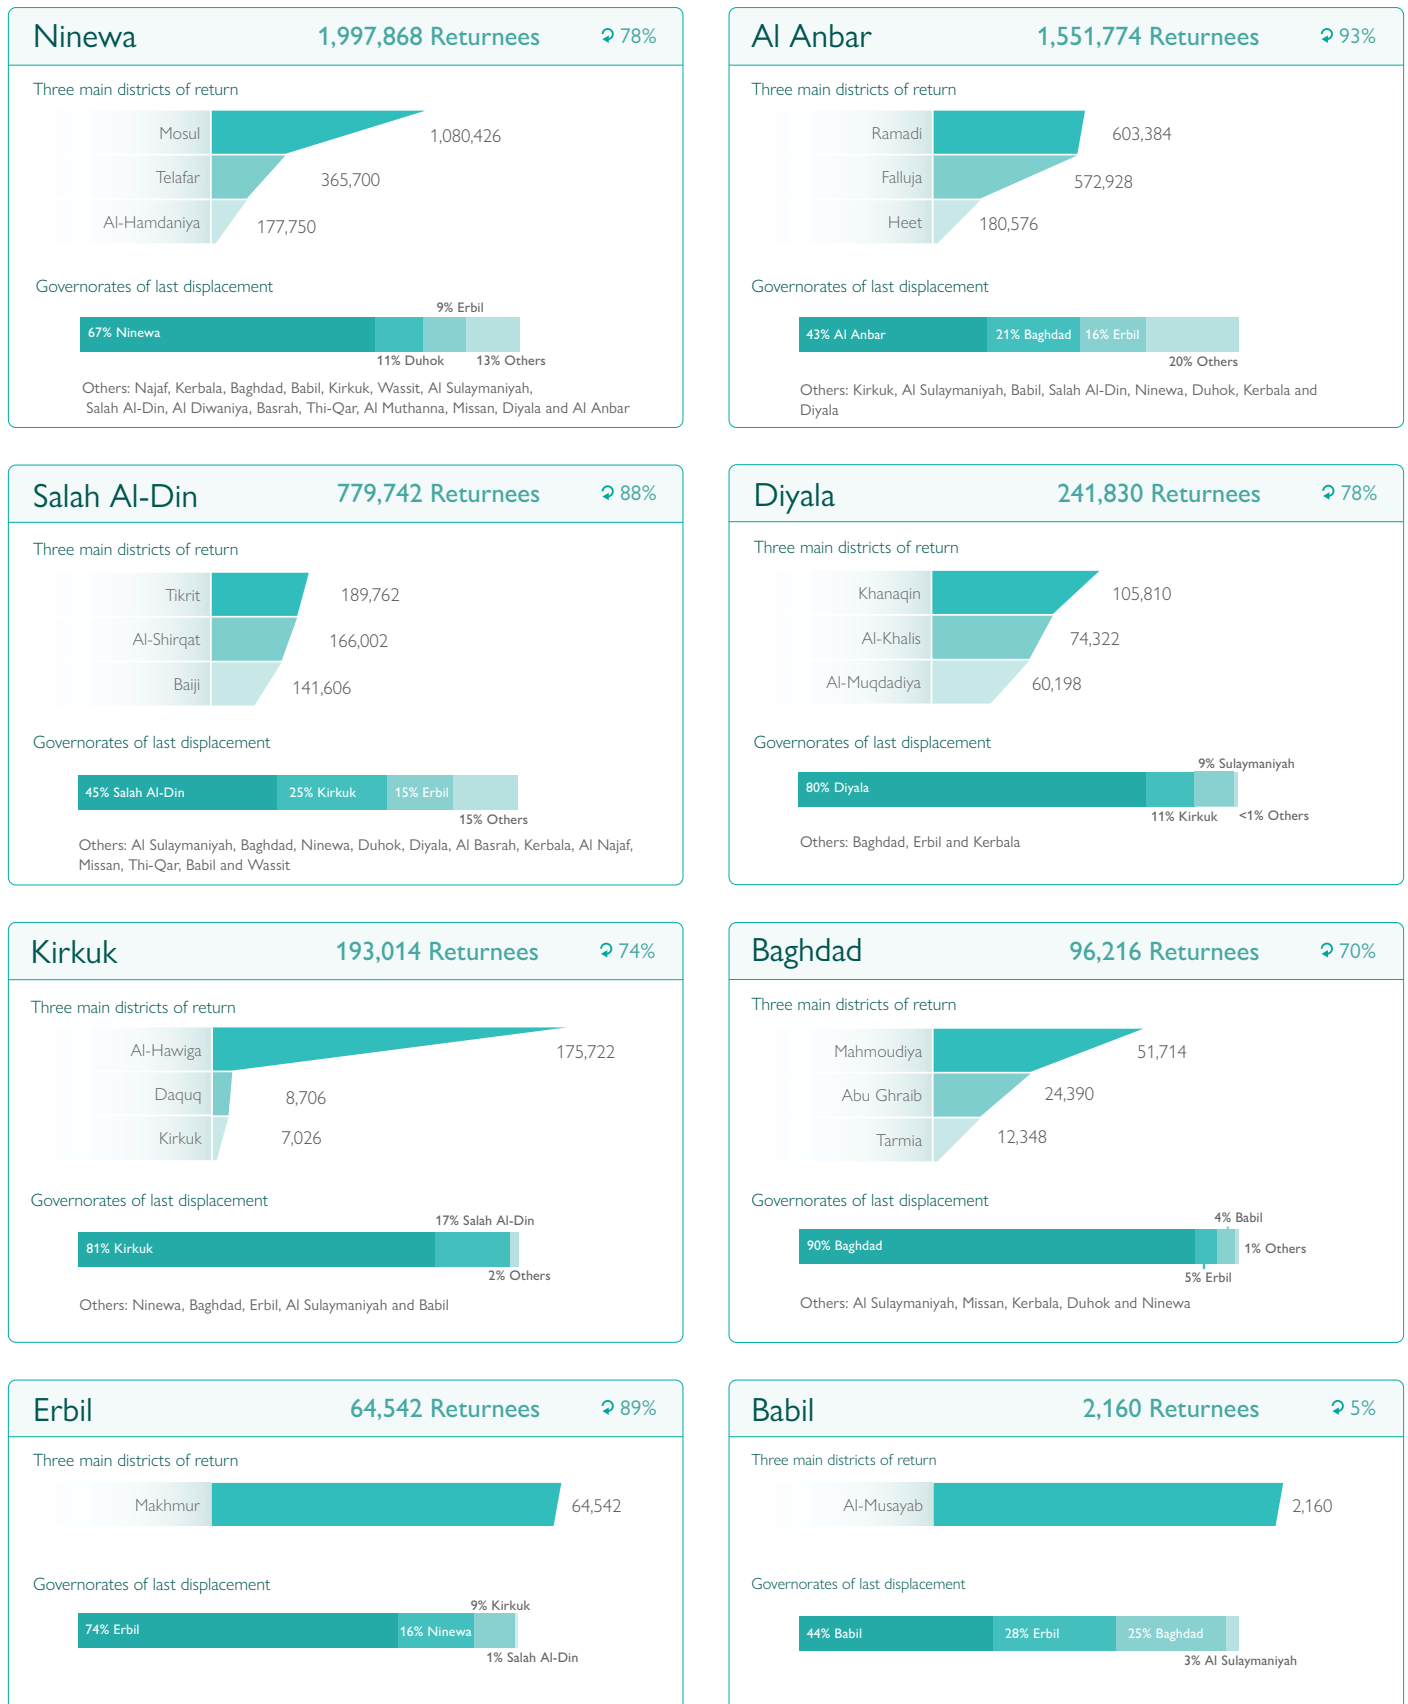 Ninewa 1,997,868 Returnees 78%
Three main districts of return
Mosul 1,080,426
Telafar 365,700
Al-Hamdaniya 177,750
Governorates of last displacement
9% Erbil
67% Ninewa
11% Duhok 13% Others
Others: Najaf, Kerbala, Baghdad, Babil, Kirkuk, Wassit, Al Sulaymaniyah,
Salah Al-Din, Al Diwaniya, Basrah, Thi-Qar, Al Muthanna, Missan, Diyala and Al Anbar
Al Anbar 1,551,774 Returnees 93%
Three main districts of return
Ramadi 603,384
Falluja 572,928
Heet 180,576
Governorates of last displacement
43% Al Anbar 21% Baghdad 16% Erbil
20% Others
Others: Kirkuk, Al Sulaymaniyah, Babil, Salah Al-Din, Ninewa, Duhok, Kerbala and
Diyala
Salah Al-Din 779,742 Returnees 88%
Three main districts of return
Tikrit 189,762
Al-Shirqat 166,002
Baiji 141,606
Governorates of last displacement
45% Salah Al-Din 25% Kirkuk 15% Erbil
15% Others
Others: Al Sulaymaniyah, Baghdad, Ninewa, Duhok, Diyala, Al Basrah, Kerbala, Al Najaf,
Missan, Thi-Qar, Babil and Wassit
Diyala 241,830 Returnees 78%
Three main districts of return
Khanaqin 105,810
Al-Khalis 74,322
Al-Muqdadiya 60,198
Governorates of last displacement
9% Sulaymaniyah
80% Diyala
11% Kirkuk <1% Others
Others: Baghdad, Erbil and Kerbala
Kirkuk 193,014 Returnees 74%
Three main districts of return
Al-Hawiga 175,722
Daquq 8,706
Kirkuk 7,026
Governorates of last displacement
17% Salah Al-Din
81% Kirkuk
2% Others
Others: Ninewa, Baghdad, Erbil, Al Sulaymaniyah and Babil
Baghdad 96,216 Returnees 70%
Three main districts of return
Mahmoudiya 51,714
Abu Ghraib 24,390
Tarmia 12,348
Governorates of last displacement
4% Babil
90% Baghdad 1% Others
5% Erbil
Others: Al Sulaymaniyah, Missan, Kerbala, Duhok and Ninewa
Erbil 64,542 Returnees 89%
Three main districts of return
Makhmur 64,542
Governorates of last displacement
9% Kirkuk
74% Erbil 16% Ninewa
1% Salah Al-Din
Babil 2,160 Returnees 5%
Three main districts of return
Al-Musayab 2,160
Governorates of last displacement
44% Babil 28% Erbil 25% Baghdad
3% Al Sulaymaniyah